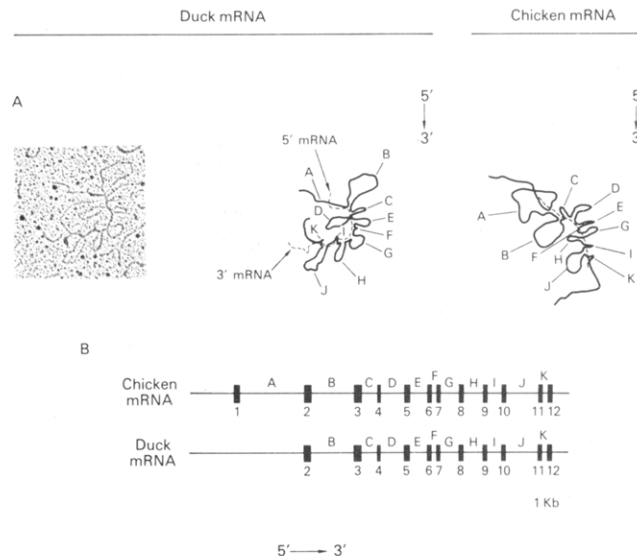 Duck mRNA
Chicken mRNA
A
5'
3'
5' mRNA
A
B
C
D
E
I
F
K
G
3' mRNA
H
J
5'
3'
C
D
E
A
G
B
F
H
I
J
K
B
A B C D E F G H I J K
Chicken
mRNA
1 2 3 4 5 6 7 8 9 10 11 12
B C D E F G H I J K
Duck
mRNA
2 3 4 5 6 7 8 9 10 11 12
1 Kb
5' 3'